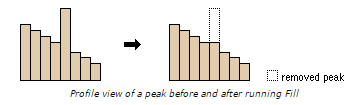 removed peak
Profile view of a peak before and after running Fill